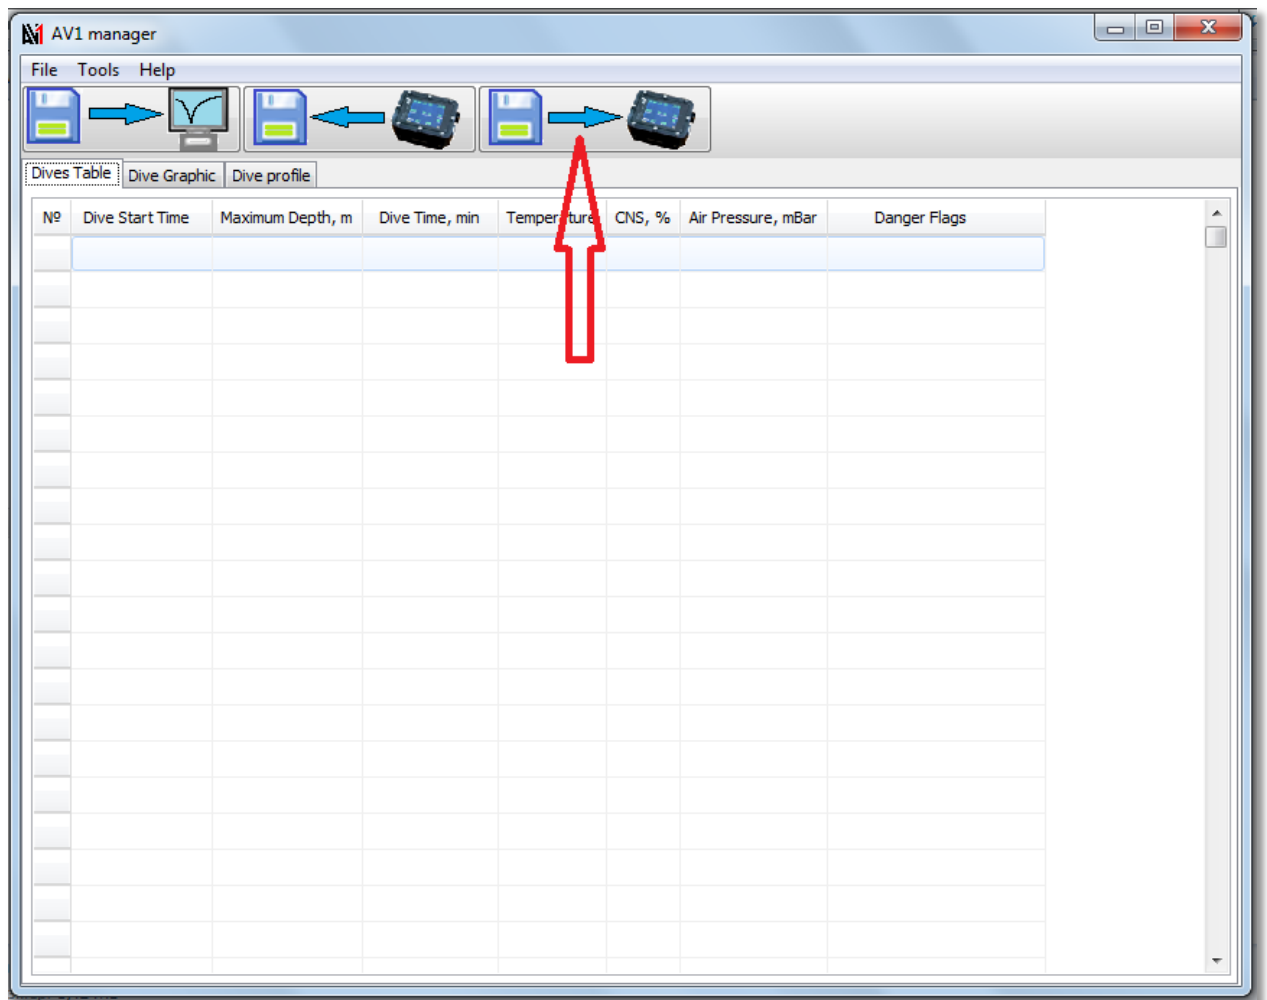 AV1 manager
File Tools Help
Dives Table Dive Graphic Dive profile
Nº Dive Start Time Maximum Depth, m Dive Time, min Temperature CNS, % Air Pressure, mBar Danger Flags